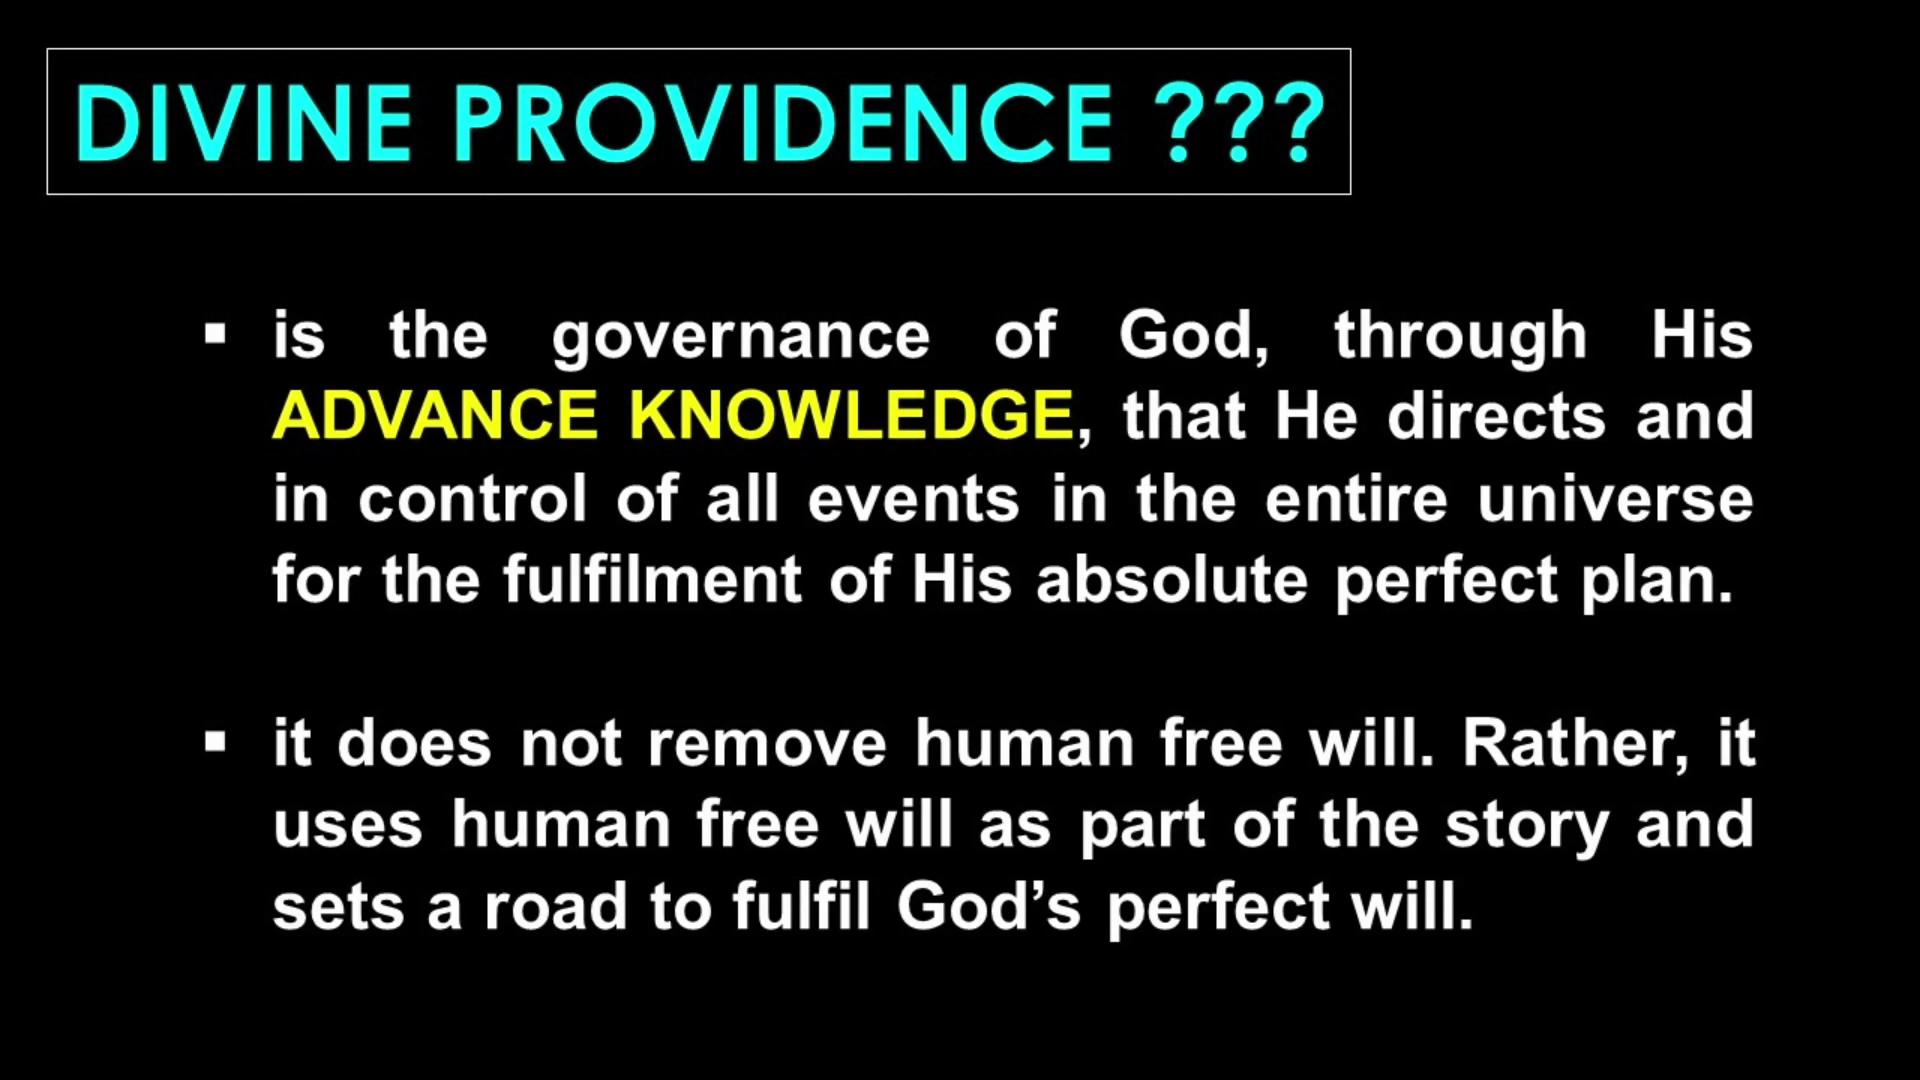 DIVINE PROVIDENCE ???
▪ is the governance of God, through His
ADVANCE KNOWLEDGE, that He directs and
in control of all events in the entire universe
for the fulfilment of His absolute perfect plan.
▪ it does not remove human free will. Rather, it
uses human free will as part of the story and
sets a road to fulfil God’s perfect will.